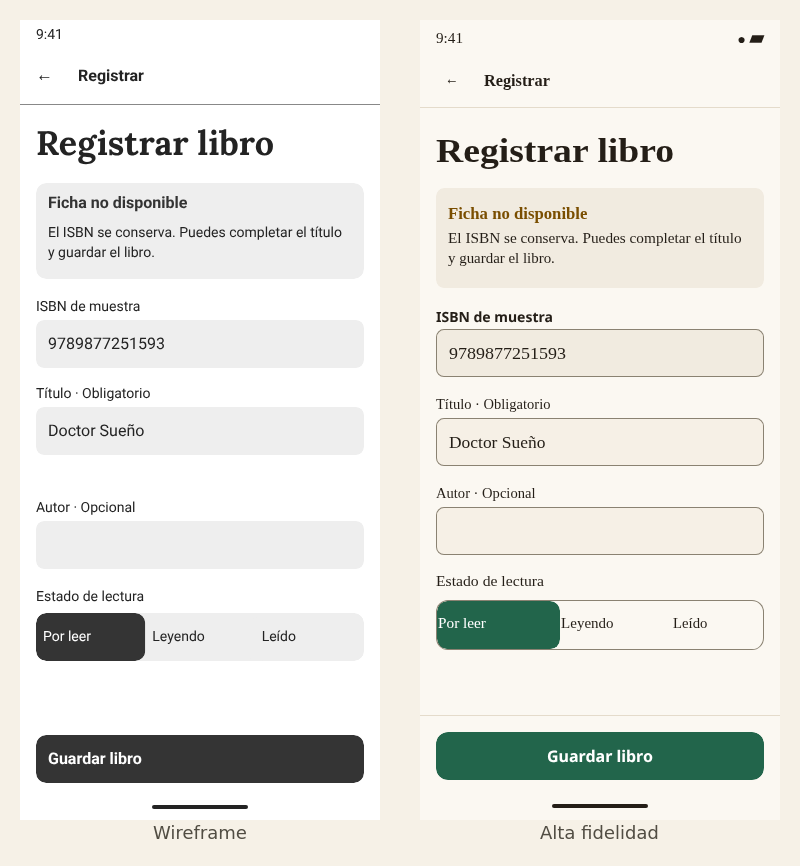 9:41
← Registrar
Registrar libro
Ficha no disponible
El ISBN se conserva. Puedes completar el título
y guardar el libro.
ISBN de muestra
9789877251593
Título · Obligatorio
Doctor Sueño
Autor · Opcional
Estado de lectura
Por leer Leyendo Leído
Guardar libro
Wireframe
9:41
← Registrar
Registrar libro
Ficha no disponible
El ISBN se conserva. Puedes completar el título
y guardar el libro.
ISBN de muestra
9789877251593
Título · Obligatorio
Doctor Sueño
Autor · Opcional
Estado de lectura
Por leer Leyendo Leído
Guardar libro
Alta fidelidad